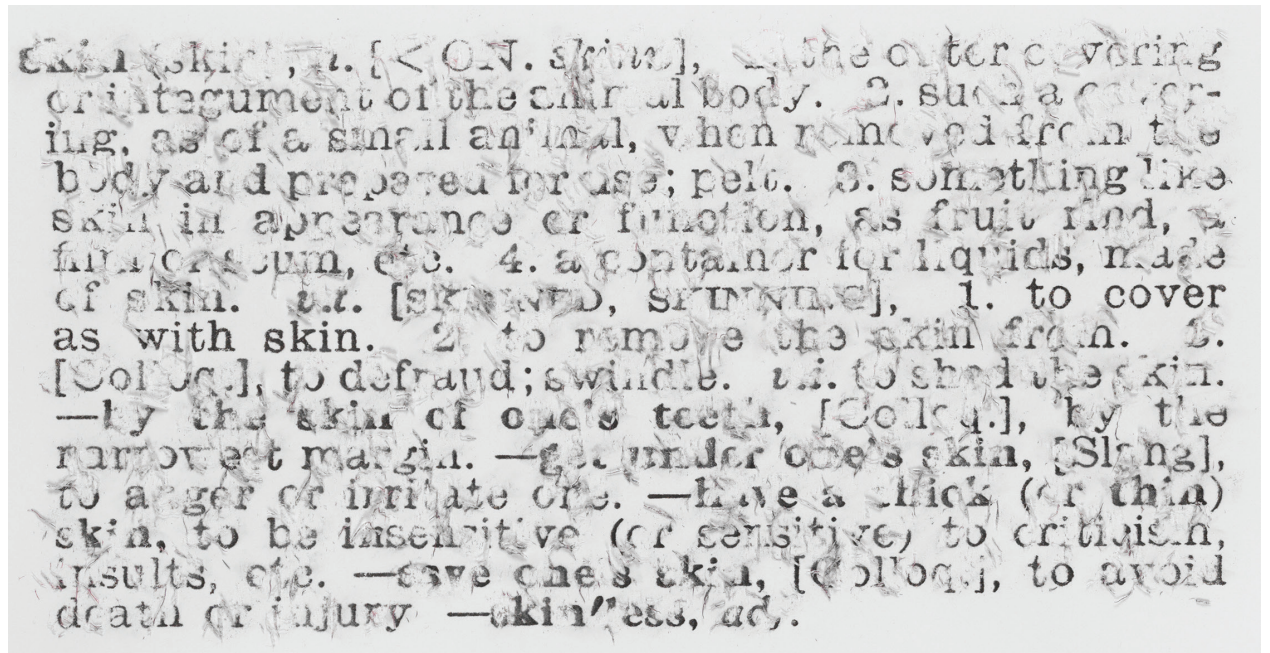 skin (skin), n. [< ON. skinn], 1. the outer covering
or integument of the animal body. 2. such a cover-
ing, as of a small animal, when removed from the
body and prepared for use; pelt. 3. something like
skin in appearance or function, as fruit rind, a
film or scum, etc. 4. a container for liquids, made
of skin. v.t. [SKINNED, SKINNING], 1. to cover
as with skin. 2. to remove the skin from. 3.
[Colloq.], to defraud; swindle. v.i. to shed the skin.
—by the skin of one's teeth, [Colloq.], by the
narrowest margin. —get under one's skin, [Slang],
to anger or irritate one. —have a thick (or thin)
skin, to be insensitive (or sensitive) to criticism,
insults, etc. —save one's skin, [Colloq.], to avoid
death or injury. —skin"less, adj.